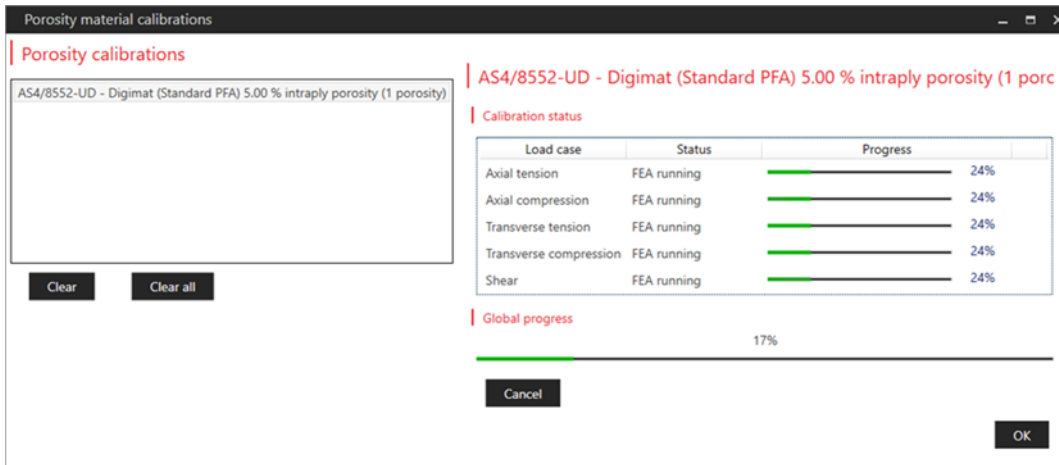 Porosity material calibrations
Porosity calibrations
AS4/8552-UD - Digimat (Standard PFA) 5.00 % intraply porosity (1 porosity)
Clear
Clear all
AS4/8552-UD - Digimat (Standard PFA) 5.00 % intraply porosity (1 porc
Calibration status
Load case Status Progress
Axial tension FEA running 24%
Axial compression FEA running 24%
Transverse tension FEA running 24%
Transverse compression FEA running 24%
Shear FEA running 24%
Global progress
17%
Cancel
OK